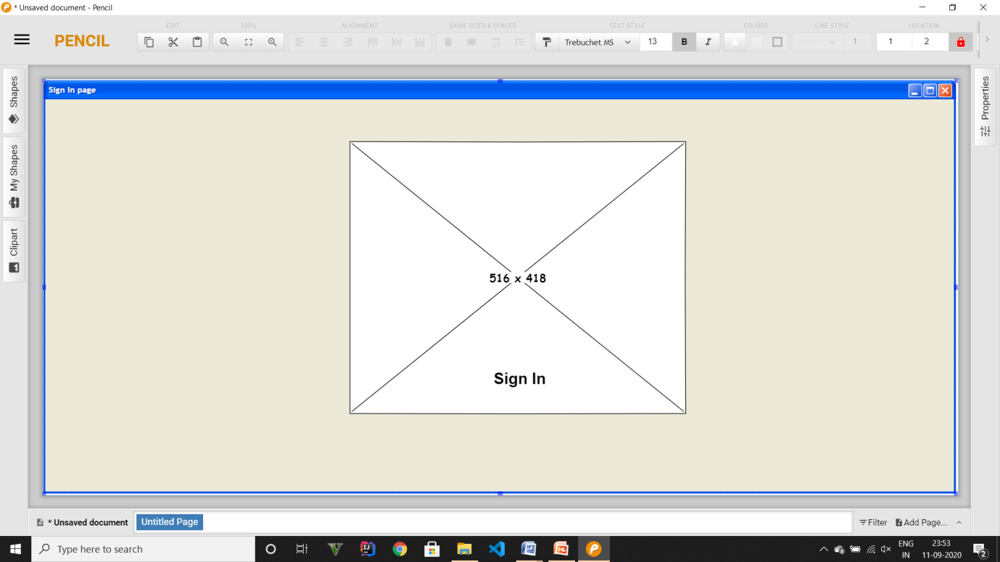 * Unsaved document - Pencil
EDIT 100% ALIGNMENT SAME SIZES & SPACES TEXT STYLE COLORS LINE STYLE LOCATION
PENCIL
Trebuchet MS 13 B I 1 1 2
Shapes
My Shapes
Clipart
Properties
Sign In page
516 x 418
Sign In
* Unsaved document Untitled Page Filter Add Page...
Type here to search
ENG 23:53
IN 11-09-2020
2